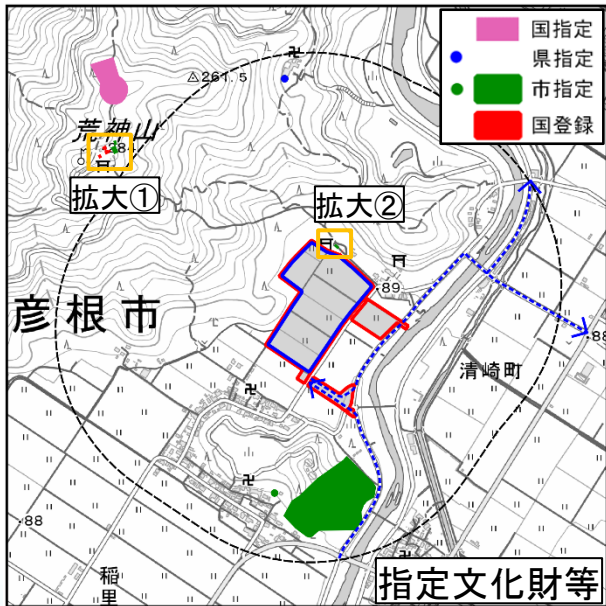 国指定
県指定
市指定
国登録
261.5
荒神山
284
拡大①
拡大②
89
彦根市
88
清崎町
88
稲里
指定文化財等